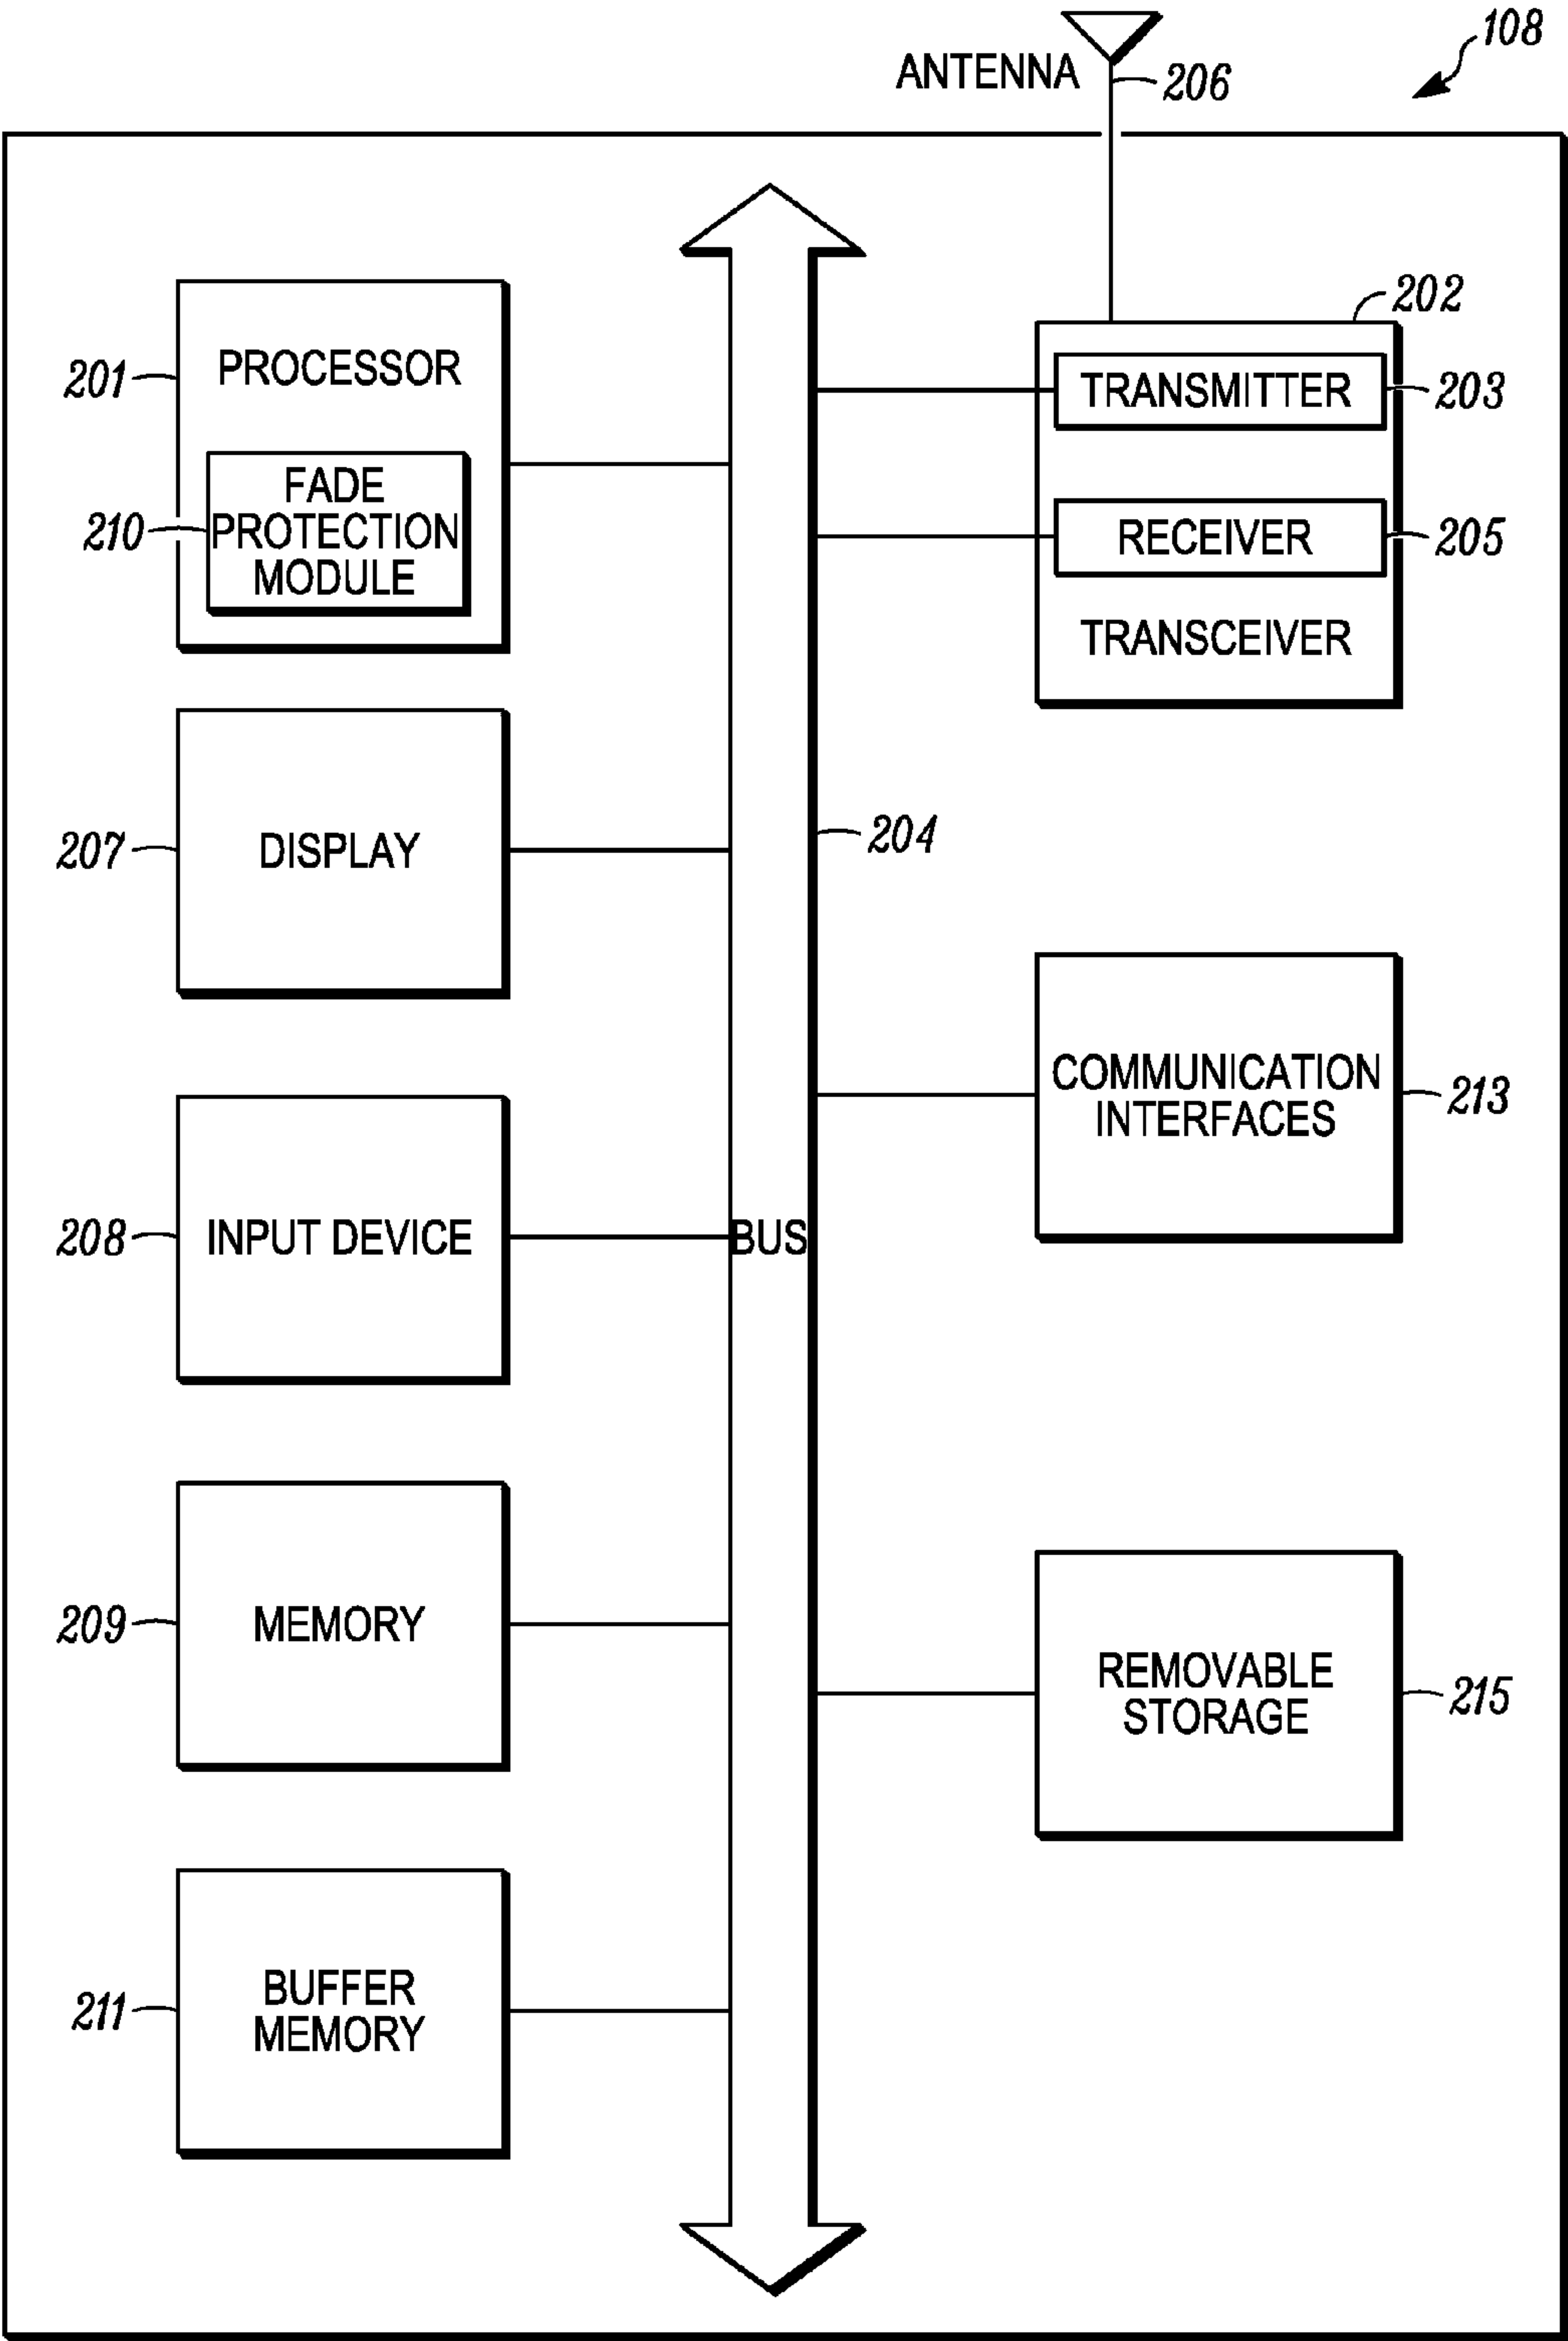 108
ANTENNA
206
202
201
PROCESSOR
TRANSMITTER
203
210
FADE
PROTECTION
MODULE
RECEIVER
205
TRANSCEIVER
207
DISPLAY
204
COMMUNICATION
INTERFACES
213
208
INPUT DEVICE
BUS
209
MEMORY
REMOVABLE
STORAGE
215
211
BUFFER
MEMORY